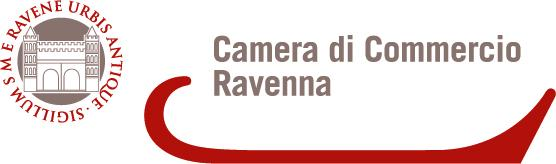 SIGILLUM S M E RAVENE URBIS ANTIQUE ·
Camera di Commercio
Ravenna